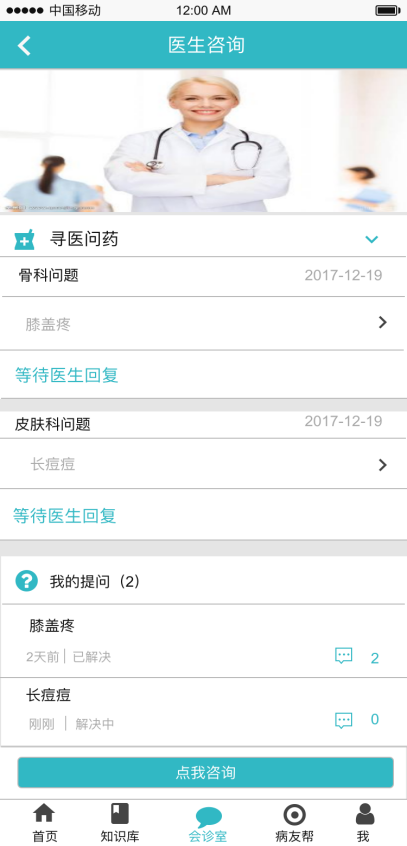 中国移动 12:00 AM
医生咨询
寻医问药
骨科问题 2017-12-19
膝盖疼
等待医生回复
皮肤科问题 2017-12-19
长痘痘
等待医生回复
我的提问（2）
膝盖疼
2天前 | 已解决 2
长痘痘
刚刚 | 解决中 0
点我咨询
首页 知识库 会诊室 病友帮 我